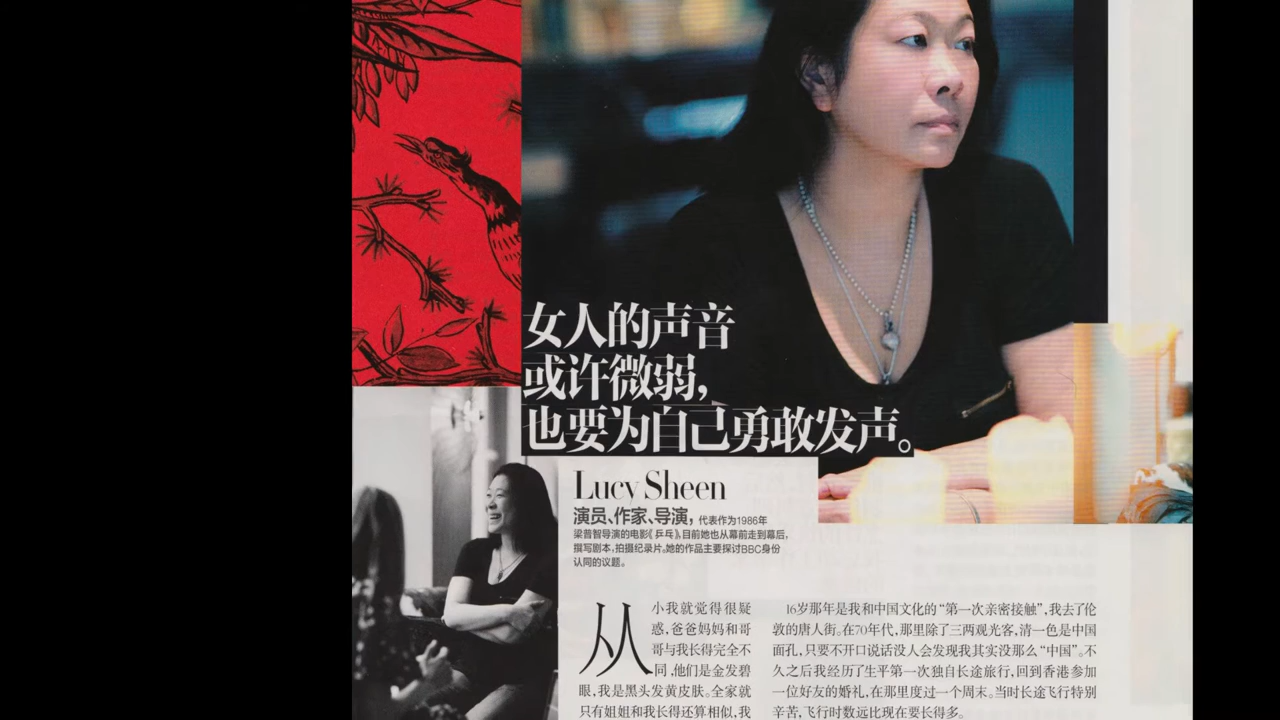 女人的声音
或许微弱，
也要为自己勇敢发声。
Lucy Sheen
演员、作家、导演，代表作为1986年
梁普智导演的电影《乒乓》，目前她也从幕前走到幕后，
撰写剧本，拍摄纪录片。她的作品主要探讨BBC身份
认同的议题。
从小我就觉得很疑
惑，爸爸妈妈和哥
哥与我长得完全不
同，他们是金发碧
眼，我是黑头发黄皮肤。全家就
只有姐姐和我长得还算相似，我
16岁那年是我和中国文化的“第一次亲密接触”，我去了伦
敦的唐人街。在70年代，那里除了三两观光客，清一色是中国
面孔，只要不开口说话没人会发现我其实没那么“中国”。不
久之后我经历了生平第一次独自长途旅行，回到香港参加
一位好友的婚礼，在那里度过一个周末。当时长途飞行特别
辛苦，飞行时数远比现在要长得多。